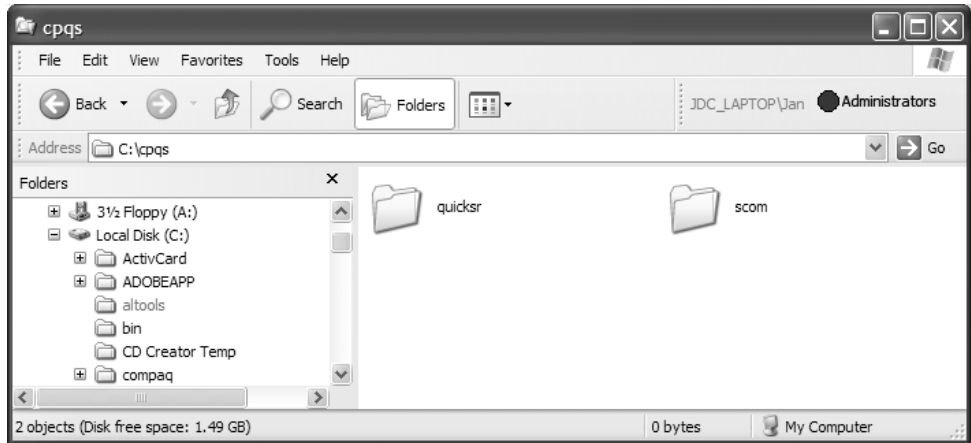 cpqs
File Edit View Favorites Tools Help
Back Search Folders JDC_LAPTOP\Jan Administrators
Address C:\cpqs Go
Folders x
3½ Floppy (A:)
Local Disk (C:)
ActivCard
ADOBEAPP
altools
bin
CD Creator Temp
compaq
quicksr scom
2 objects (Disk free space: 1.49 GB) 0 bytes My Computer